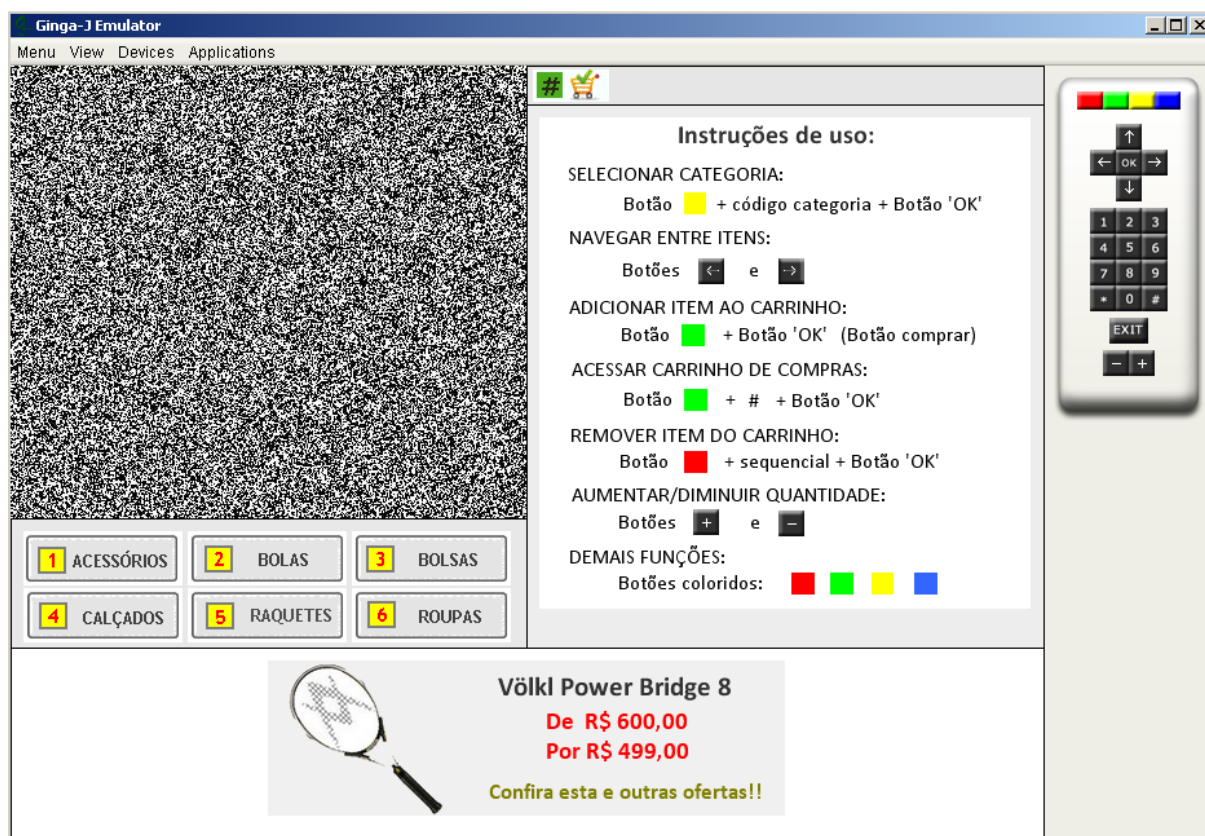 Ginga-J Emulator
Menu View Devices Applications
#
Instruções de uso:
SELECIONAR CATEGORIA:
Botão + código categoria + Botão 'OK'
NAVEGAR ENTRE ITENS:
Botões ← e →
ADICIONAR ITEM AO CARRINHO:
Botão + Botão 'OK' (Botão comprar)
ACESSAR CARRINHO DE COMPRAS:
Botão + # + Botão 'OK'
REMOVER ITEM DO CARRINHO:
Botão + sequencial + Botão 'OK'
AUMENTAR/DIMINUIR QUANTIDADE:
Botões + e −
DEMAIS FUNÇÕES:
Botões coloridos:
1 ACESSÓRIOS 2 BOLAS 3 BOLSAS
4 CALÇADOS 5 RAQUETES 6 ROUPAS
Völkl Power Bridge 8
De R$ 600,00
Por R$ 499,00
Confira esta e outras ofertas!!
↑
← OK →
↓
1 2 3
4 5 6
7 8 9
* 0 #
EXIT
− +